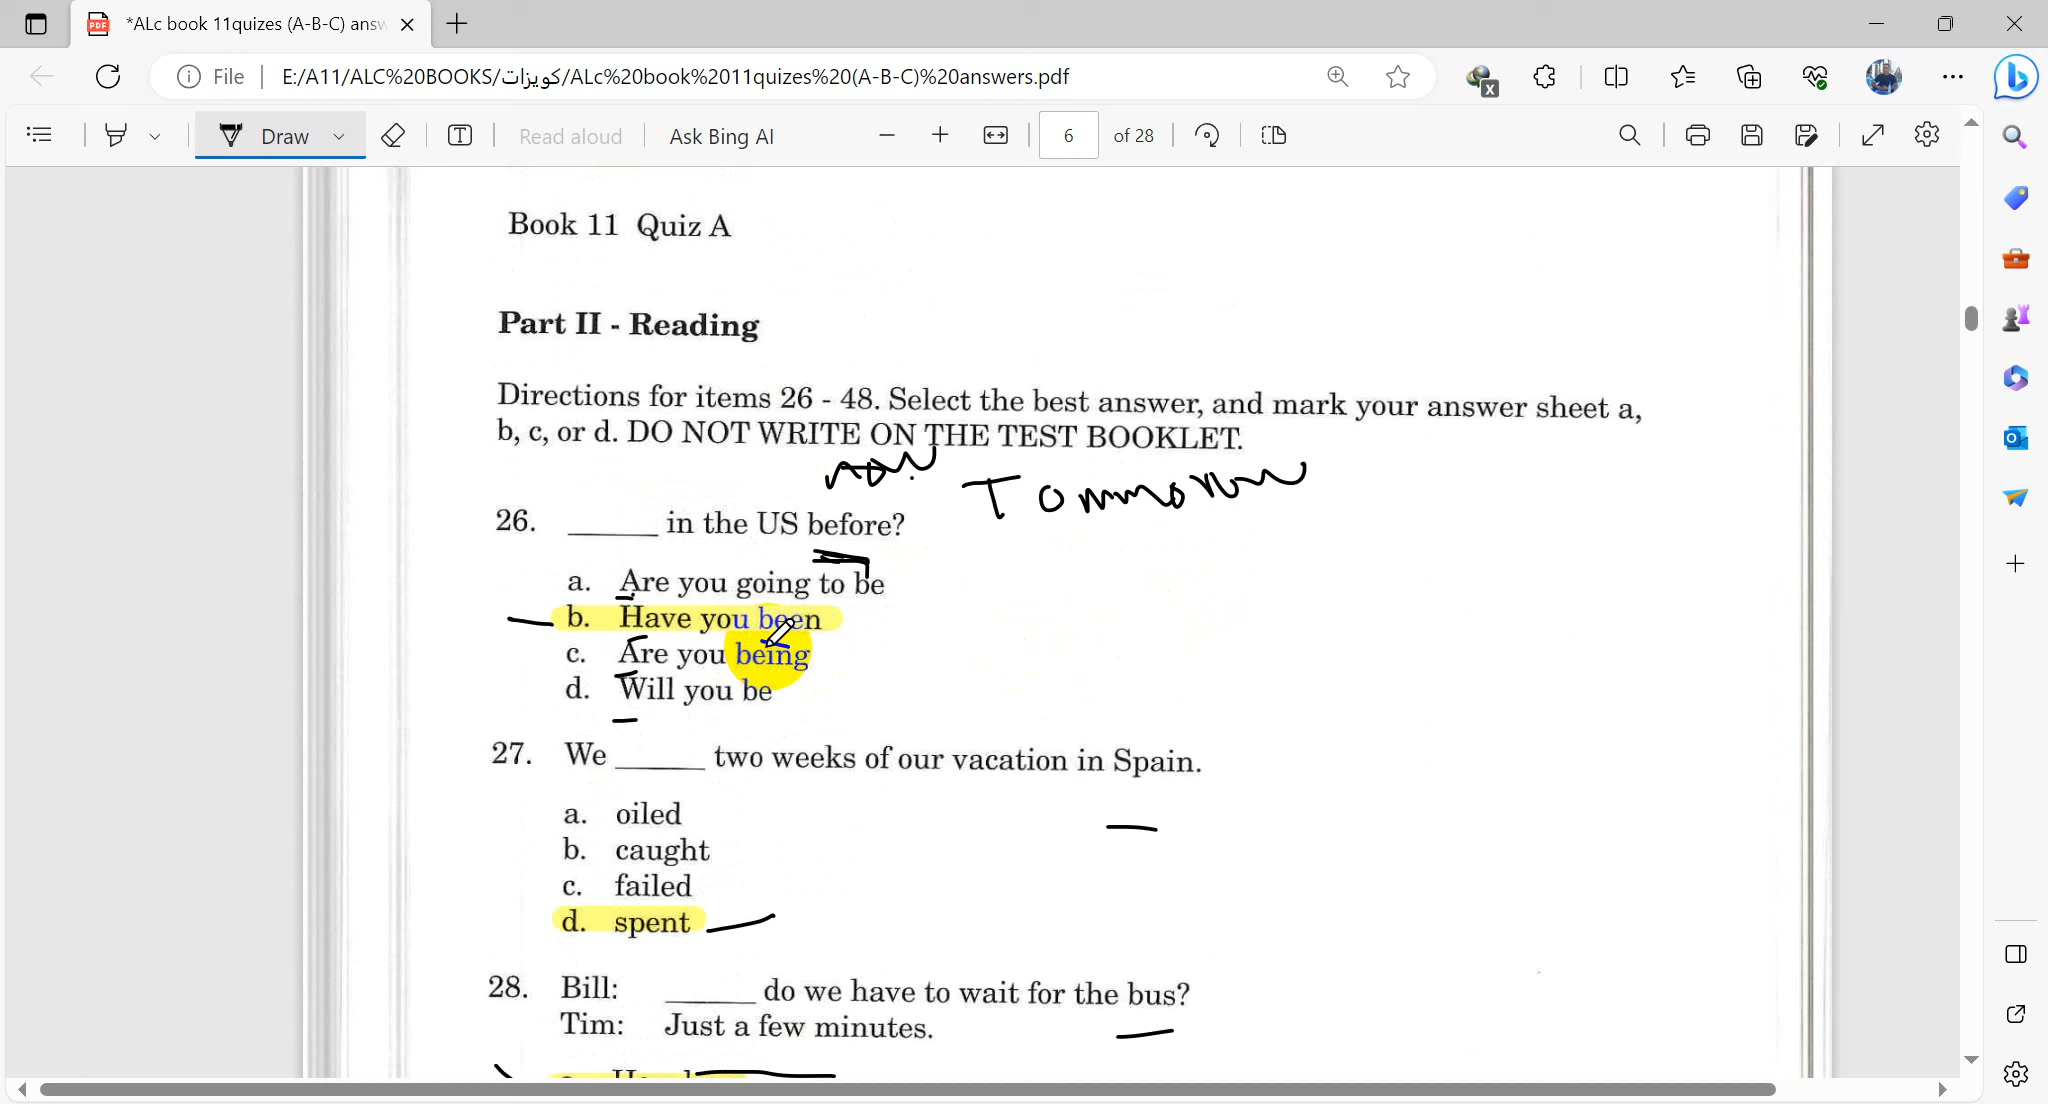 *ALc book 11quizes (A-B-C) answ
File E:/A11/ALC%20BOOKS/كويزات/ALc%20book%2011quizes%20(A-B-C)%20answers.pdf
Draw Read aloud Ask Bing AI 6 of 28
Book 11 Quiz A
Part II - Reading
Directions for items 26 - 48. Select the best answer, and mark your answer sheet a,
b, c, or d. DO NOT WRITE ON THE TEST BOOKLET.
now
26. ______ in the US before?
a. Are you going to be
b. Have you been
c. Are you being
d. Will you be
27. We ______ two weeks of our vacation in Spain.
a. oiled
b. caught
c. failed
d. spent
28. Bill: ______ do we have to wait for the bus?
Tim: Just a few minutes.